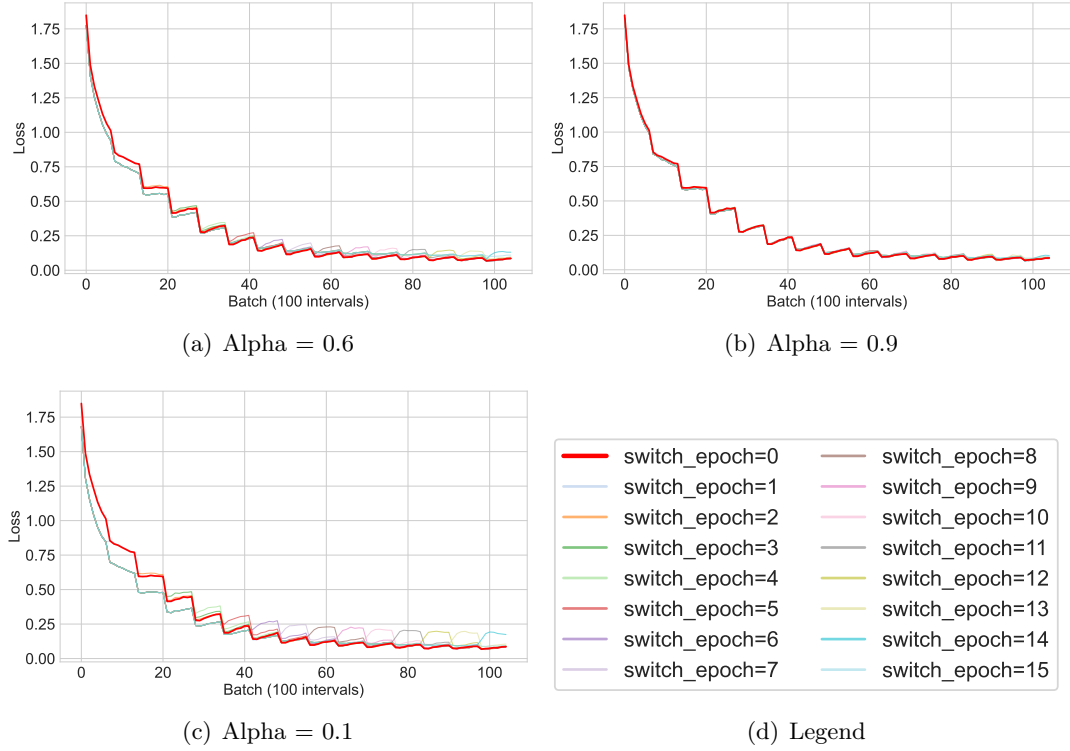 1.75
1.50
1.25
1.00
0.75
0.50
0.25
0.00
Loss
0 20 40 60 80 100
Batch (100 intervals)
(a) Alpha = 0.6
1.75
1.50
1.25
1.00
0.75
0.50
0.25
0.00
Loss
0 20 40 60 80 100
Batch (100 intervals)
(b) Alpha = 0.9
1.75
1.50
1.25
1.00
0.75
0.50
0.25
0.00
Loss
0 20 40 60 80 100
Batch (100 intervals)
(c) Alpha = 0.1
switch_epoch=0
switch_epoch=1
switch_epoch=2
switch_epoch=3
switch_epoch=4
switch_epoch=5
switch_epoch=6
switch_epoch=7
switch_epoch=8
switch_epoch=9
switch_epoch=10
switch_epoch=11
switch_epoch=12
switch_epoch=13
switch_epoch=14
switch_epoch=15
(d) Legend